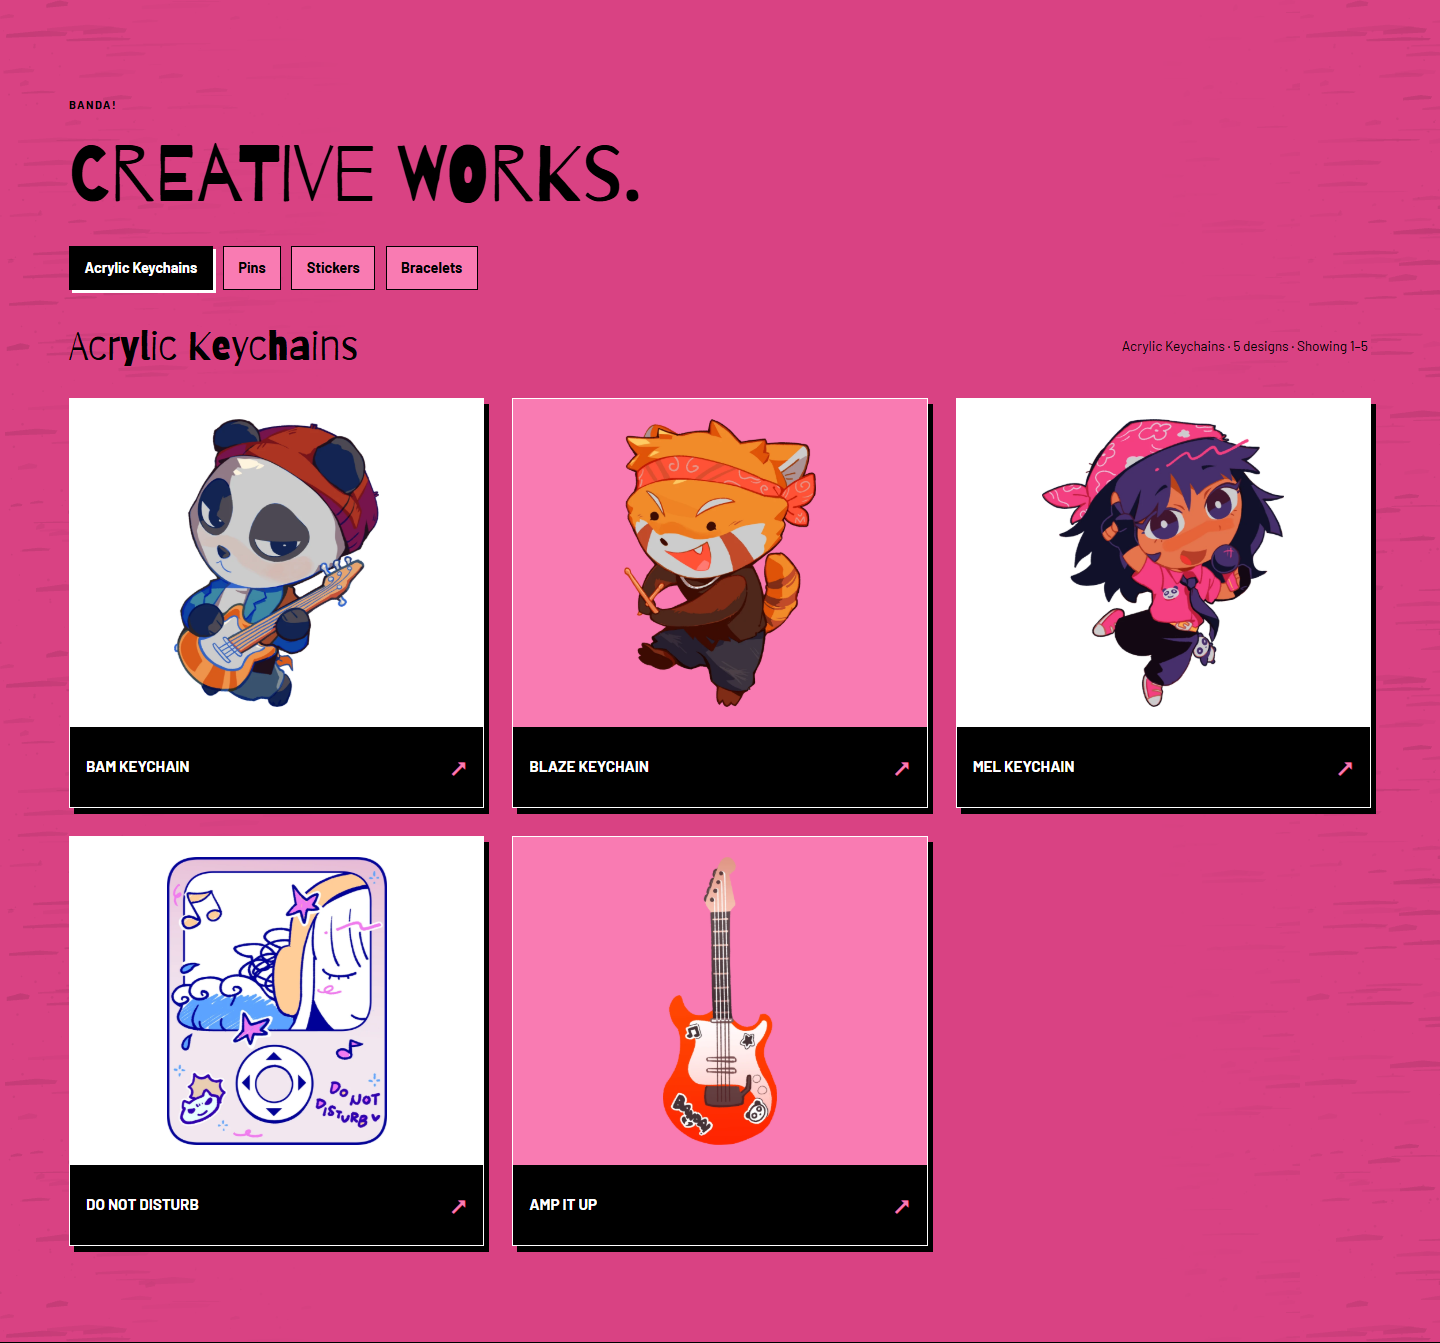 BANDA!
CREATIVE WORKS.
Acrylic Keychains
Pins
Stickers
Bracelets
Acrylic Keychains
Acrylic Keychains · 5 designs · Showing 1–5
BAM KEYCHAIN
↗
BLAZE KEYCHAIN
↗
MEL KEYCHAIN
↗
DO NOT
DISTURB
BANDA!
DO NOT DISTURB
↗
AMP IT UP
↗